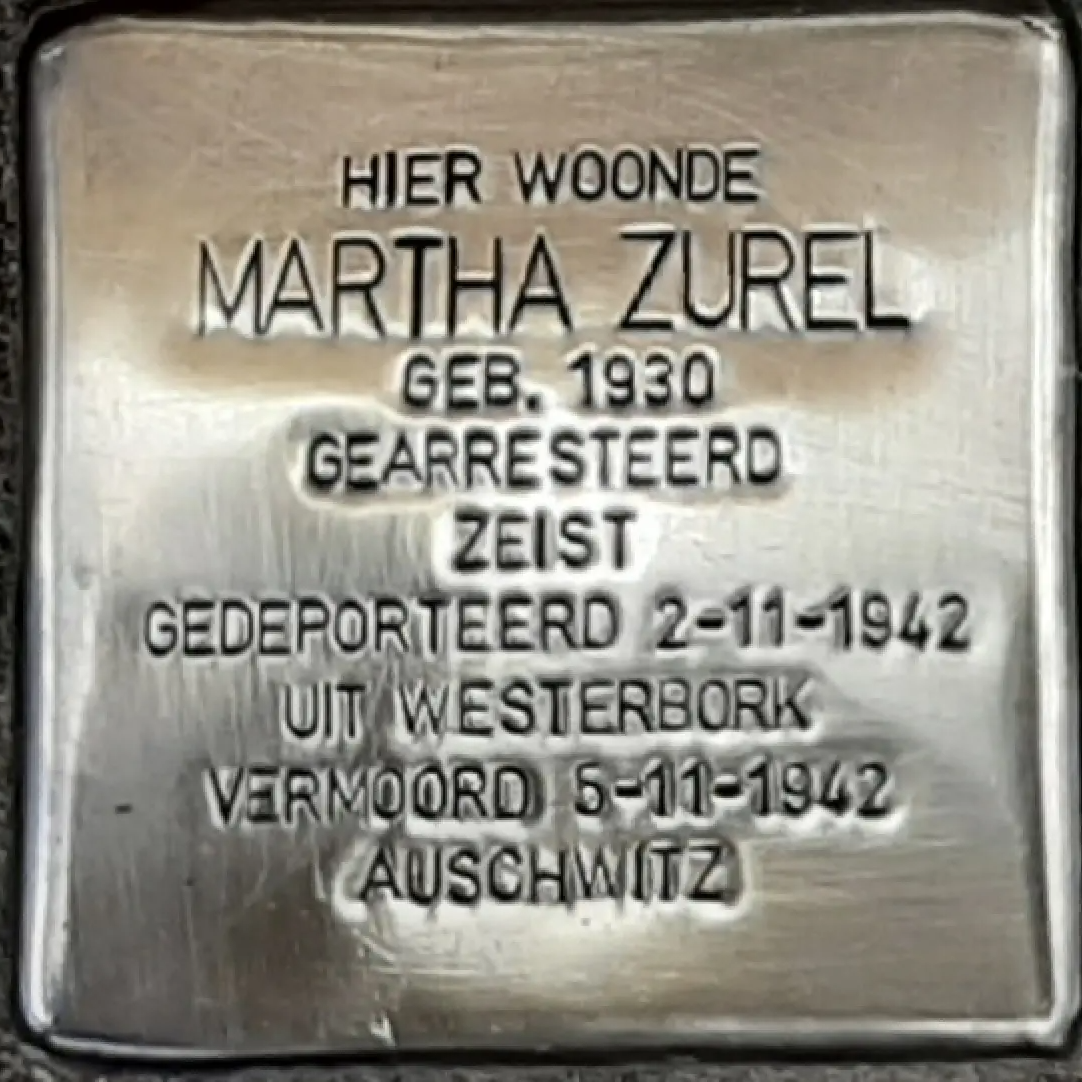 HIER WOONDE
MARTHA ZUREL
GEB. 1930
GEARRESTEERD
ZEIST
GEDEPORTEERD 2-11-1942
UIT WESTERBORK
VERMOORD 5-11-1942
AUSCHWITZ